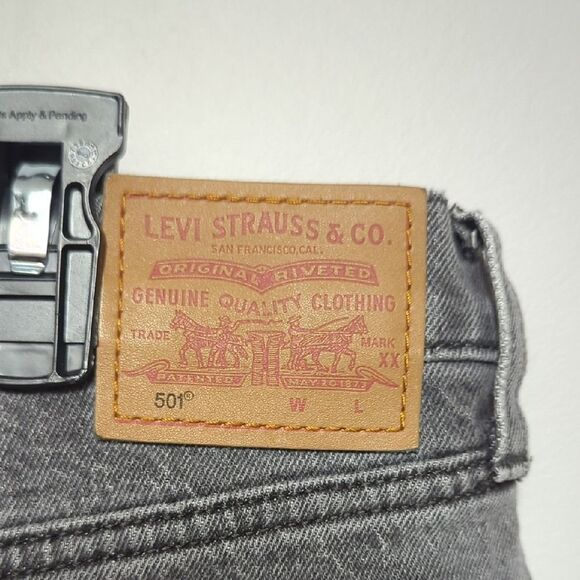 Apply & Pending
LEVI STRAUSS & CO.
SAN FRANCISCO, CAL.
ORIGINAL RIVETED
GENUINE QUALITY CLOTHING
TRADE MARK
XX
PATENTED MAY 20 1873
501® W L